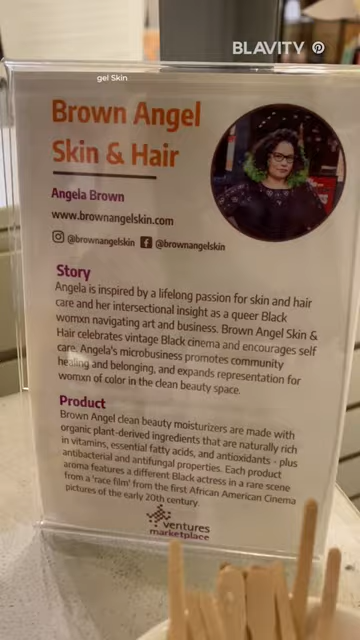 BLAVITY
gel Skin
Brown Angel
Skin & Hair
Angela Brown
www.brownangelskin.com
@brownangelskin @brownangelskin
Story
Angela is inspired by a lifelong passion for skin and hair
care and her intersectional insight as a queer Black
womxn navigating art and business. Brown Angel Skin &
Hair celebrates vintage Black cinema and encourages self
care. Angela's microbusiness promotes community
healing and belonging, and expands representation for
womxn of color in the clean beauty space.
Product
Brown Angel clean beauty moisturizers are made with
organic plant-derived ingredients that are naturally rich
in vitamins, essential fatty acids, and antioxidants - plus
antibacterial and antifungal properties. Each product
aroma features a different Black actress in a rare scene
from a 'race film' from the first African American Cinema
pictures of the early 20th century.
ventures
marketplace